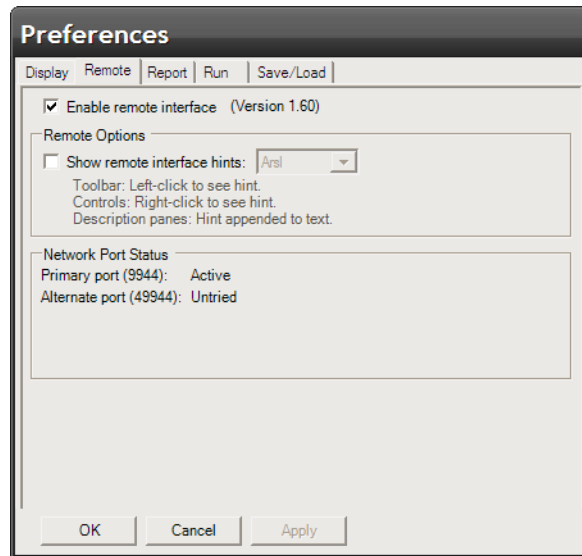 Preferences
Display Remote Report Run Save/Load
Enable remote interface (Version 1.60)
Remote Options
Show remote interface hints: Arsl
Toolbar: Left-click to see hint.
Controls: Right-click to see hint.
Description panes: Hint appended to text.
Network Port Status
Primary port (9944): Active
Alternate port (49944): Untried
OK Cancel Apply